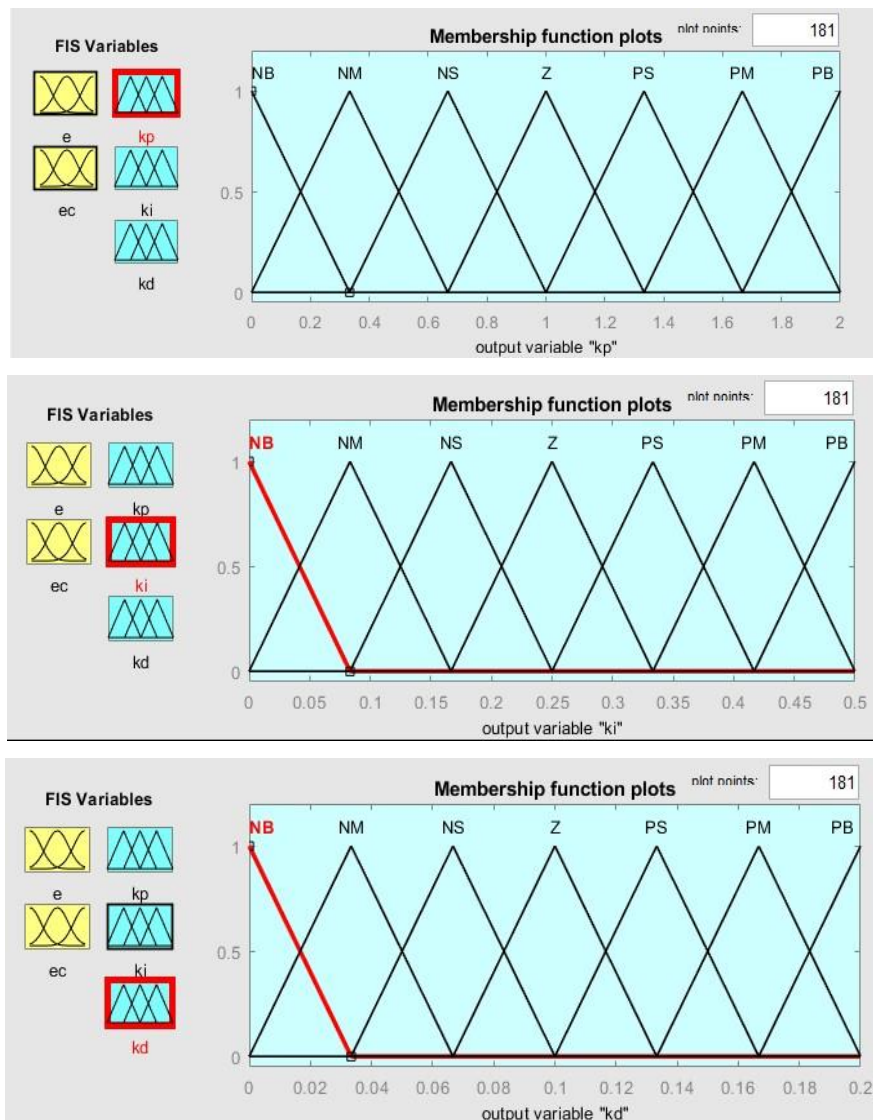 FIS Variables
Membership function plots
plot points:
181
NB NM NS Z PS PM PB
e
kp
ec
ki
kd
1
0.5
0
0 0.2 0.4 0.6 0.8 1 1.2 1.4 1.6 1.8 2
output variable "kp"
FIS Variables
Membership function plots
plot points:
181
NB NM NS Z PS PM PB
e
kp
ec
ki
kd
1
0.5
0
0 0.05 0.1 0.15 0.2 0.25 0.3 0.35 0.4 0.45 0.5
output variable "ki"
FIS Variables
Membership function plots
plot points:
181
NB NM NS Z PS PM PB
e
kp
ec
ki
kd
1
0.5
0
0 0.02 0.04 0.06 0.08 0.1 0.12 0.14 0.16 0.18 0.2
output variable "kd"